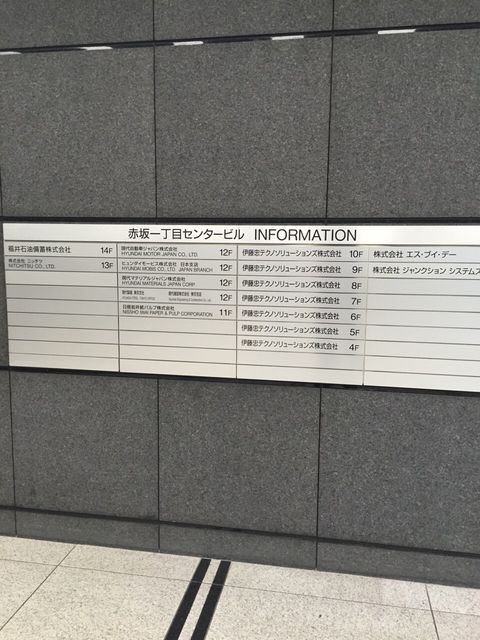 赤坂一丁目センタービル INFORMATION
福井石油備蓄株式会社 14F
株式会社 ニッチツ
NITCHITSU CO., LTD. 13F
現代自動車ジャパン株式会社
HYUNDAI MOTOR JAPAN CO., LTD. 12F
ヒュンダイモービス株式会社 日本支店
HYUNDAI MOBIS CO., LTD. JAPAN BRANCH 12F
現代マテリアルジャパン株式会社
HYUNDAI MATERIALS JAPAN CORP. 12F
12F
日商岩井紙パルプ株式会社
NISSHO IWAI PAPER & PULP CORPORATION 11F
伊藤忠テクノソリューションズ株式会社 10F
伊藤忠テクノソリューションズ株式会社 9F
伊藤忠テクノソリューションズ株式会社 8F
伊藤忠テクノソリューションズ株式会社 7F
伊藤忠テクノソリューションズ株式会社 6F
伊藤忠テクノソリューションズ株式会社 5F
伊藤忠テクノソリューションズ株式会社 4F
株式会社 エス・ブイ・デー
株式会社 ジャンクション システムズ